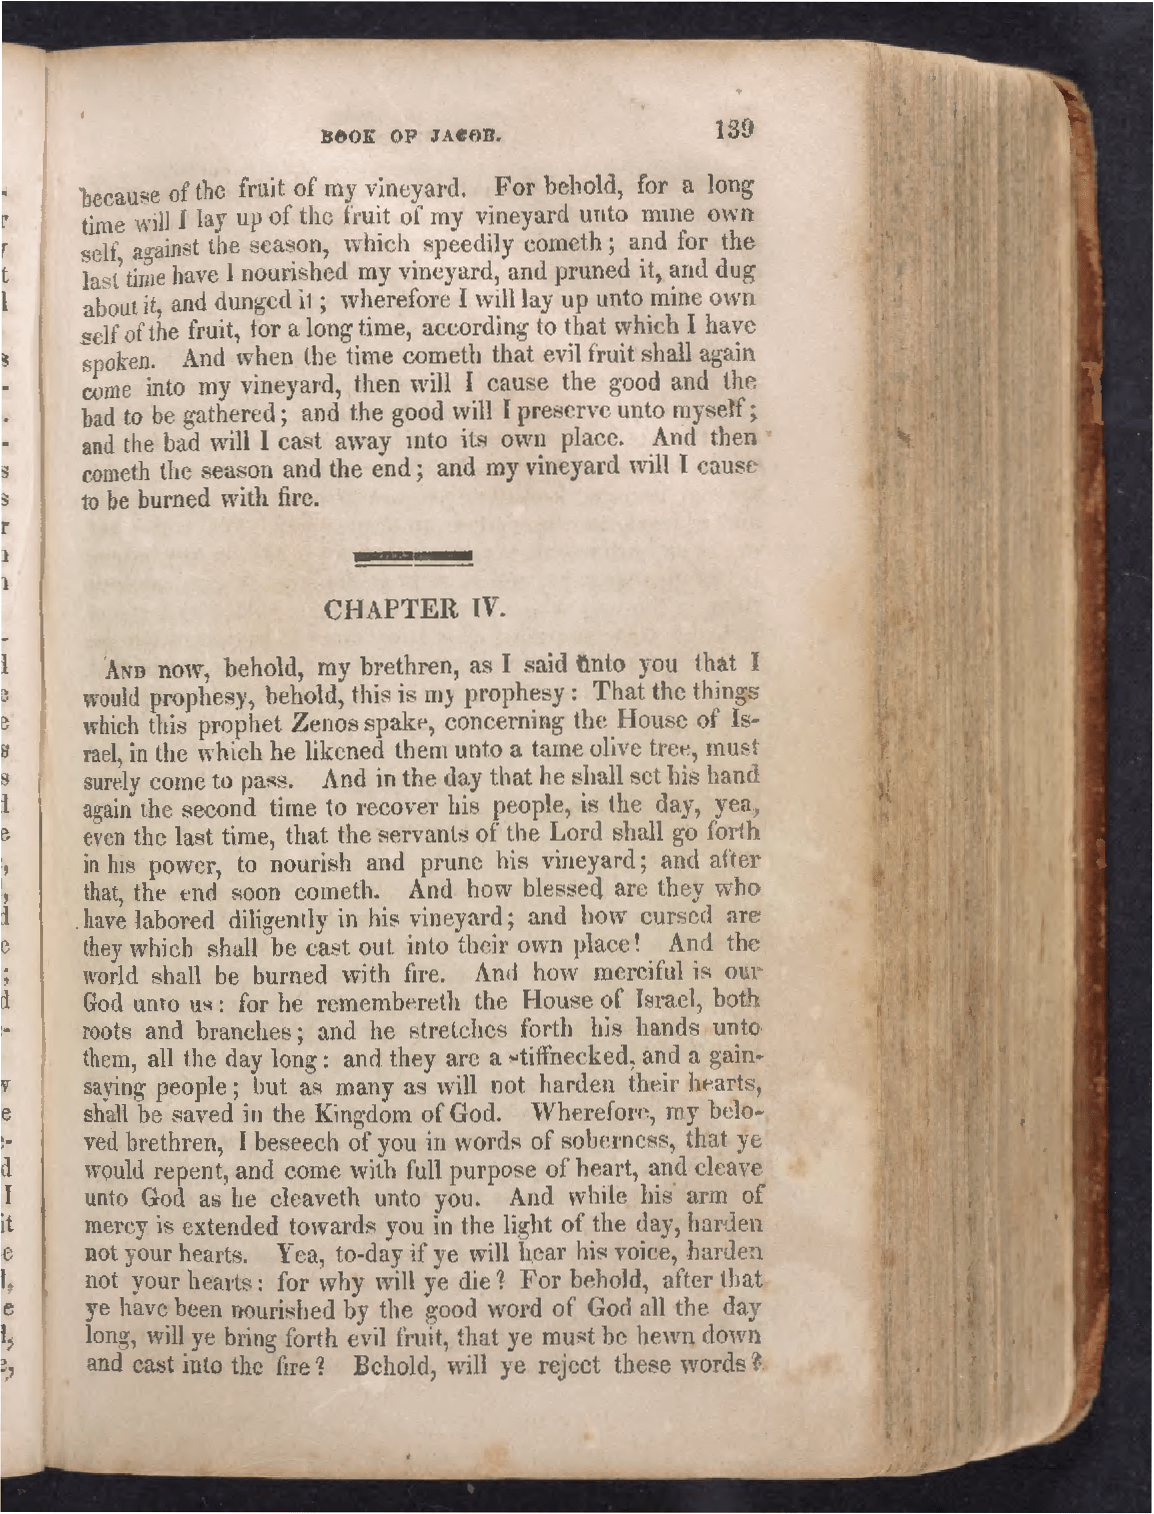 BOOK OF JACOB. 139
because of the fruit of my vineyard. For behold, for a long
time will I lay up of the fruit of my vineyard unto mine own
self, against the season, which speedily cometh; and for the
last time have I nourished my vineyard, and pruned it, and dug
about it, and dunged it; wherefore I will lay up unto mine own
self of the fruit, for a long time, according to that which I have
spoken. And when the time cometh that evil fruit shall again
come into my vineyard, then will I cause the good and the
bad to be gathered; and the good will I preserve unto myself;
and the bad will I cast away into its own place. And then
cometh the season and the end; and my vineyard will I cause
to be burned with fire.
CHAPTER IV.
AND now, behold, my brethren, as I said unto you that I
would prophesy, behold, this is my prophesy: That the things
which this prophet Zenos spake, concerning the House of Is-
rael, in the which he likened them unto a tame olive tree, must
surely come to pass. And in the day that he shall set his hand
again the second time to recover his people, is the day, yea,
even the last time, that the servants of the Lord shall go forth
in his power, to nourish and prune his vineyard; and after
that, the end soon cometh. And how blessed are they who
have labored diligently in his vineyard; and how cursed are
they which shall be cast out into their own place! And the
world shall be burned with fire. And how merciful is our
God unto us: for he remembereth the House of Israel, both
roots and branches; and he stretches forth his hands unto
them, all the day long: and they are a stiffnecked, and a gain-
saying people; but as many as will not harden their hearts,
shall be saved in the Kingdom of God. Wherefore, my belo-
ved brethren, I beseech of you in words of soberness, that ye
would repent, and come with full purpose of heart, and cleave
unto God as he cleaveth unto you. And while his arm of
mercy is extended towards you in the light of the day, harden
not your hearts. Yea, to-day if ye will hear his voice, harden
not your hearts: for why will ye die? For behold, after that
ye have been nourished by the good word of God all the day
long, will ye bring forth evil fruit, that ye must be hewn down
and cast into the fire? Behold, will ye reject these words?